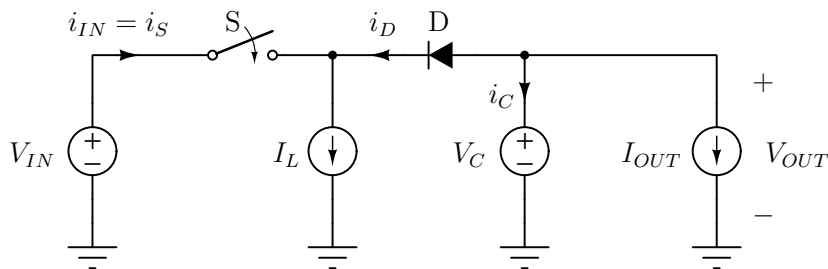 i_{IN} = i_S
S
i_D
D
+
i_C
V_{IN}
+
−
I_L
V_C
+
−
I_{OUT}
V_{OUT}
−